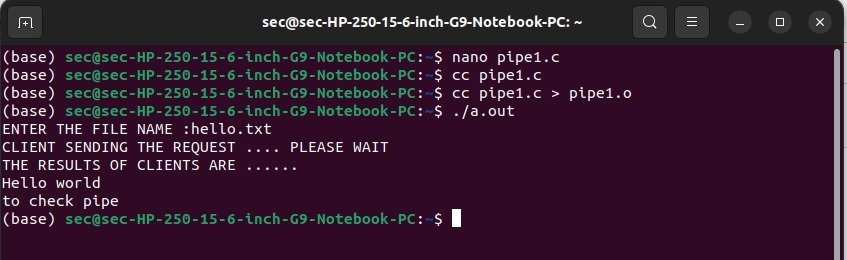 sec@sec-HP-250-15-6-inch-G9-Notebook-PC: ~
(base) sec@sec-HP-250-15-6-inch-G9-Notebook-PC:~$ nano pipe1.c
(base) sec@sec-HP-250-15-6-inch-G9-Notebook-PC:~$ cc pipe1.c
(base) sec@sec-HP-250-15-6-inch-G9-Notebook-PC:~$ cc pipe1.c > pipe1.o
(base) sec@sec-HP-250-15-6-inch-G9-Notebook-PC:~$ ./a.out
ENTER THE FILE NAME :hello.txt
CLIENT SENDING THE REQUEST .... PLEASE WAIT
THE RESULTS OF CLIENTS ARE ......
Hello world
to check pipe
(base) sec@sec-HP-250-15-6-inch-G9-Notebook-PC:~$